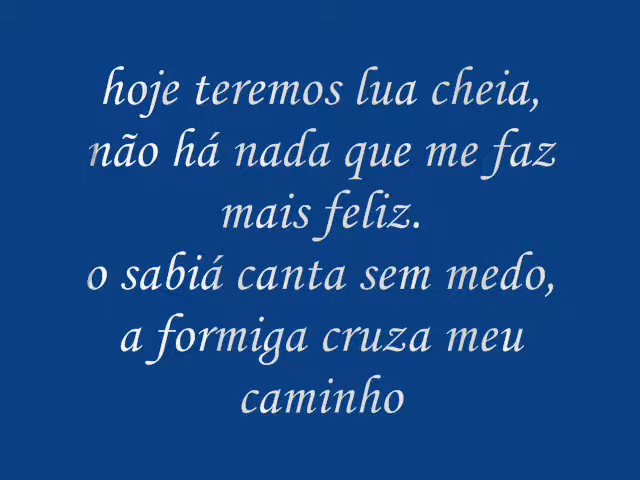 hoje teremos lua cheia,
não há nada que me faz
mais feliz.
o sabiá canta sem medo,
a formiga cruza meu
caminho